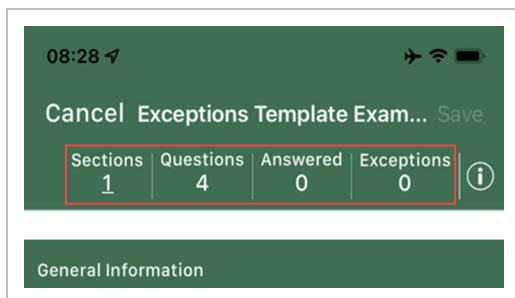 08:28
Cancel Exceptions Template Exam... Save
Sections Questions Answered Exceptions
1 4 0 0
General Information